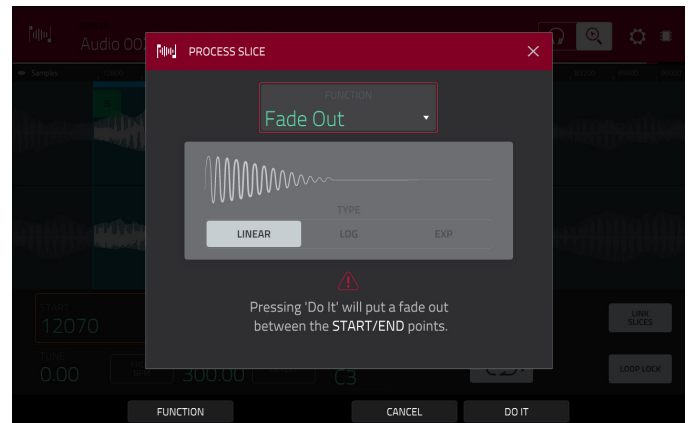 Audio 002
PROCESS SLICE
Samples
FUNCTION
Fade Out
TYPE
LINEAR LOG EXP
Pressing 'Do It' will put a fade out
between the START/END points.
START
12070
LINK
SLICES
TUNE
0.00
300.00
C3
LOOP LOCK
FUNCTION CANCEL DO IT